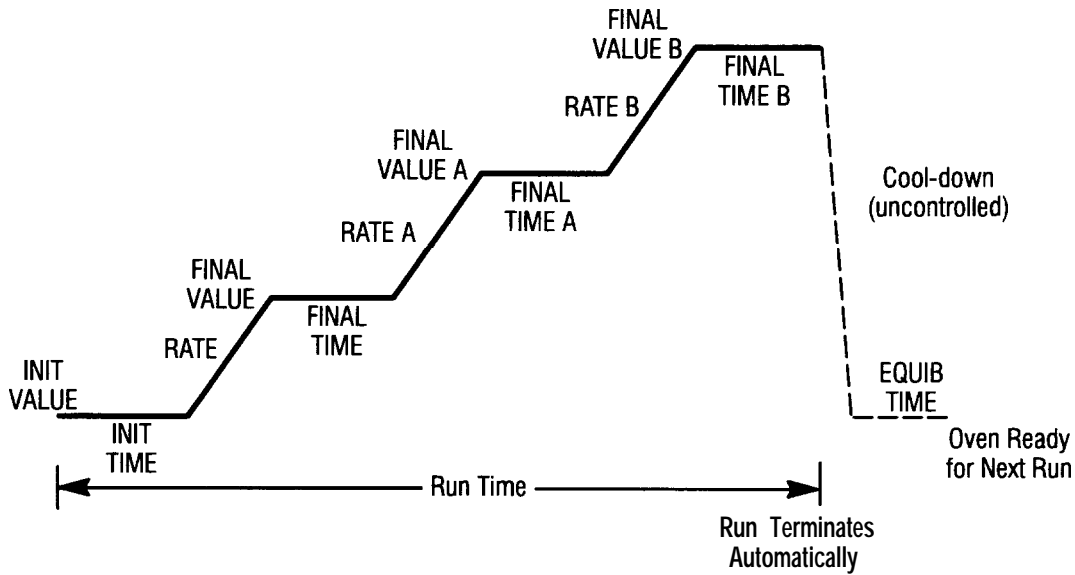 FINAL
VALUE B
FINAL
TIME B
RATE B
FINAL
VALUE A
FINAL
TIME A
Cool-down
(uncontrolled)
RATE A
FINAL
VALUE
FINAL
TIME
RATE
INIT
VALUE
EQUIB
TIME
INIT
TIME
Oven Ready
for Next Run
Run Time
Run Terminates
Automatically